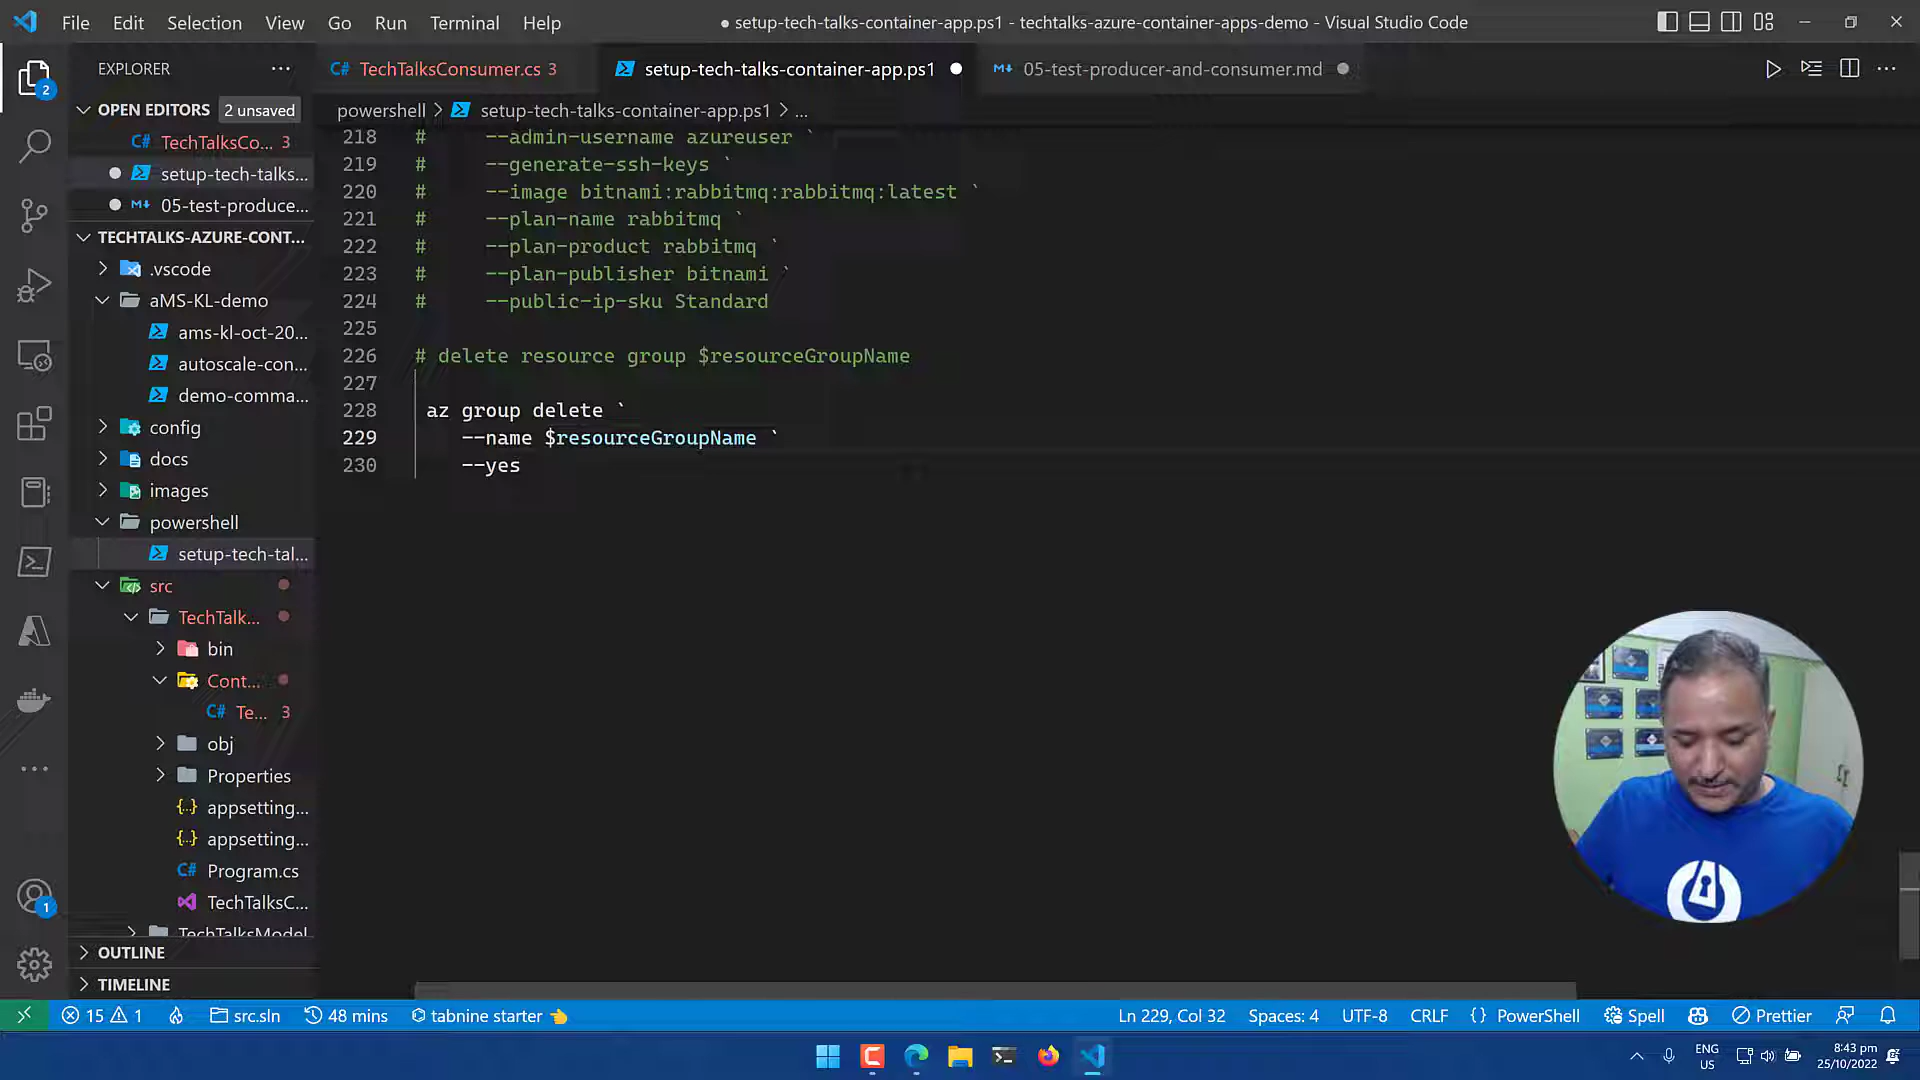 File Edit Selection View Go Run Terminal Help
● setup-tech-talks-container-app.ps1 - techtalks-azure-container-apps-demo - Visual Studio Code
EXPLORER
TechTalksConsumer.cs 3
setup-tech-talks-container-app.ps1
05-test-producer-and-consumer.md
OPEN EDITORS 2 unsaved
TechTalksCo... 3
setup-tech-talks...
05-test-produce...
TECHTALKS-AZURE-CONT...
.vscode
aMS-KL-demo
ams-kl-oct-20...
autoscale-con...
demo-comma...
config
docs
images
powershell
setup-tech-tal...
src
TechTalk...
bin
Cont...
Te... 3
obj
Properties
appsetting...
appsetting...
Program.cs
TechTalksC...
TechTalksModel
OUTLINE
TIMELINE
powershell > setup-tech-talks-container-app.ps1 > ...
218 # --admin-username azureuser `
219 # --generate-ssh-keys `
220 # --image bitnami:rabbitmq:rabbitmq:latest `
221 # --plan-name rabbitmq `
222 # --plan-product rabbitmq `
223 # --plan-publisher bitnami `
224 # --public-ip-sku Standard
225
226 # delete resource group $resourceGroupName
227
228 az group delete `
229 --name $resourceGroupName `
230 --yes
2
1
15 1 src.sln 48 mins tabnine starter
Ln 229, Col 32 Spaces: 4 UTF-8 CRLF {} PowerShell Spell Prettier
ENG
US
8:43 pm
25/10/2022